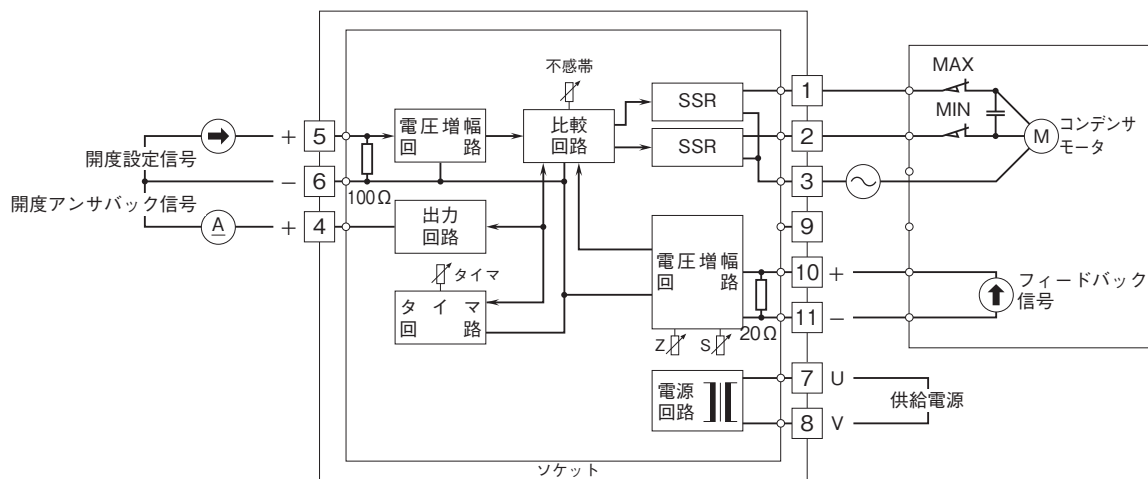 不感帯
MAX
MIN
コンデンサ
モータ
M
SSR
SSR
1
2
3
9
10
+
11
−
7
U
8
V
電圧増幅
回　　路
比較
回路
5
+
6
−
4
+
開度設定信号
開度アンサバック信号
A
100Ω
出力
回路
タイマ
タ イ マ
回　　路
電圧増幅
回　　路
20Ω
Z
S
フィードバック
信号
電源
回路
供給電源
ソケット